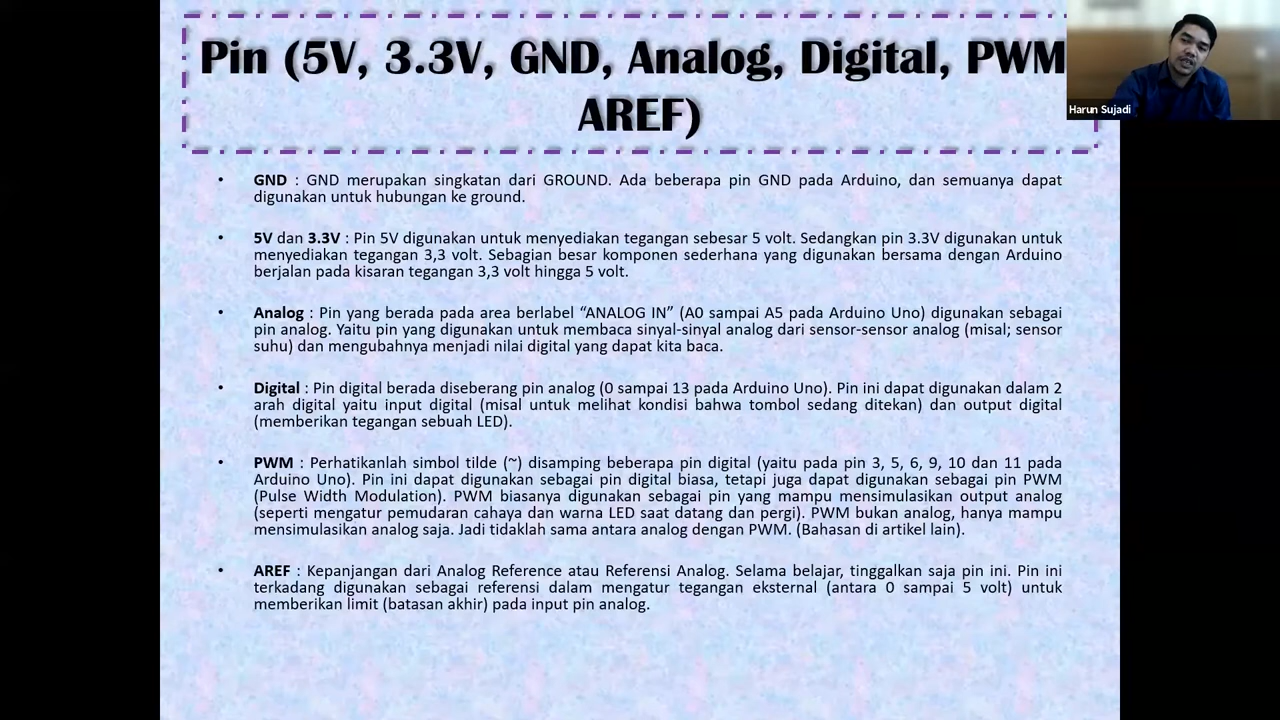 Pin (5V, 3.3V, GND, Analog, Digital, PWM
AREF)
Harun Sujadi
• GND : GND merupakan singkatan dari GROUND. Ada beberapa pin GND pada Arduino, dan semuanya dapat
digunakan untuk hubungan ke ground.
• 5V dan 3.3V : Pin 5V digunakan untuk menyediakan tegangan sebesar 5 volt. Sedangkan pin 3.3V digunakan untuk
menyediakan tegangan 3,3 volt. Sebagian besar komponen sederhana yang digunakan bersama dengan Arduino
berjalan pada kisaran tegangan 3,3 volt hingga 5 volt.
• Analog : Pin yang berada pada area berlabel “ANALOG IN” (A0 sampai A5 pada Arduino Uno) digunakan sebagai
pin analog. Yaitu pin yang digunakan untuk membaca sinyal-sinyal analog dari sensor-sensor analog (misal; sensor
suhu) dan mengubahnya menjadi nilai digital yang dapat kita baca.
• Digital : Pin digital berada diseberang pin analog (0 sampai 13 pada Arduino Uno). Pin ini dapat digunakan dalam 2
arah digital yaitu input digital (misal untuk melihat kondisi bahwa tombol sedang ditekan) dan output digital
(memberikan tegangan sebuah LED).
• PWM : Perhatikanlah simbol tilde (~) disamping beberapa pin digital (yaitu pada pin 3, 5, 6, 9, 10 dan 11 pada
Arduino Uno). Pin ini dapat digunakan sebagai pin digital biasa, tetapi juga dapat digunakan sebagai pin PWM
(Pulse Width Modulation). PWM biasanya digunakan sebagai pin yang mampu mensimulasikan output analog
(seperti mengatur pemudaran cahaya dan warna LED saat datang dan pergi). PWM bukan analog, hanya mampu
mensimulasikan analog saja. Jadi tidaklah sama antara analog dengan PWM. (Bahasan di artikel lain).
• AREF : Kepanjangan dari Analog Reference atau Referensi Analog. Selama belajar, tinggalkan saja pin ini. Pin ini
terkadang digunakan sebagai referensi dalam mengatur tegangan eksternal (antara 0 sampai 5 volt) untuk
memberikan limit (batasan akhir) pada input pin analog.